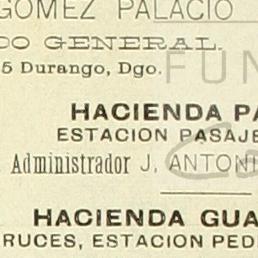 GOMEZ PALACIO
DO GENERAL.
5 Durango, Dgo.
FUN
HACIENDA PA
ESTACION PASAJE
Administrador J. ANTONI
HACIENDA GUA
RUCES, ESTACION PED